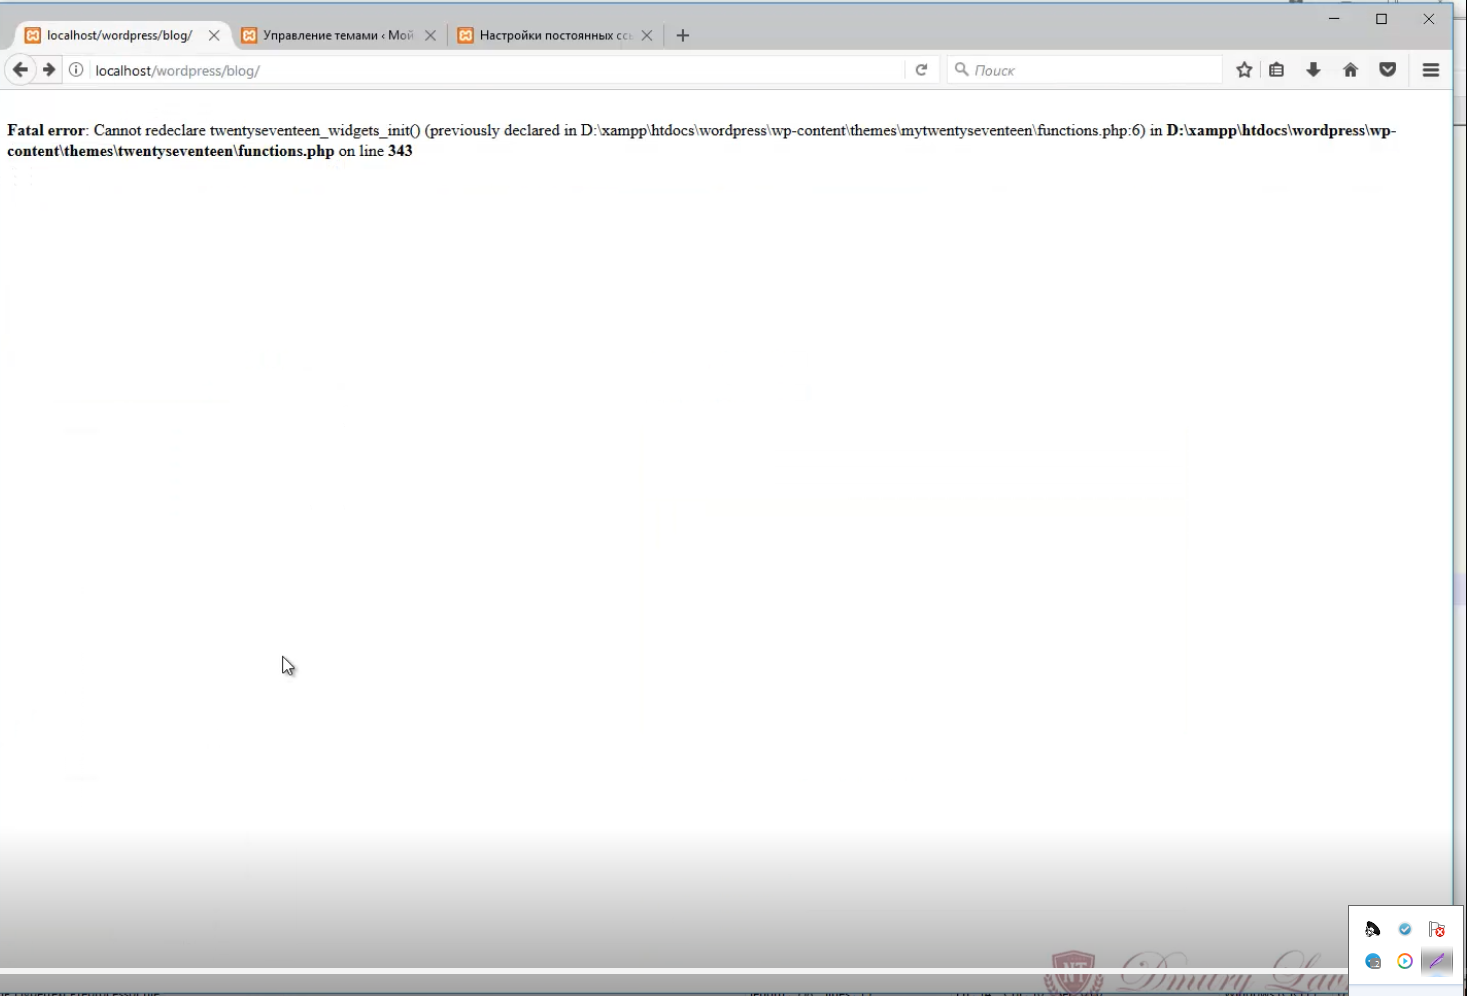 localhost/wordpress/blog/
Управление темами ‹ Мой
Настройки постоянных сс
localhost/wordpress/blog/
Поиск
Fatal error: Cannot redeclare twentyseventeen_widgets_init() (previously declared in D:\xampp\htdocs\wordpress\wp-content\themes\mytwentyseventeen\functions.php:6) in D:\xampp\htdocs\wordpress\wp-
content\themes\twentyseventeen\functions.php on line 343
NT
Dmitry